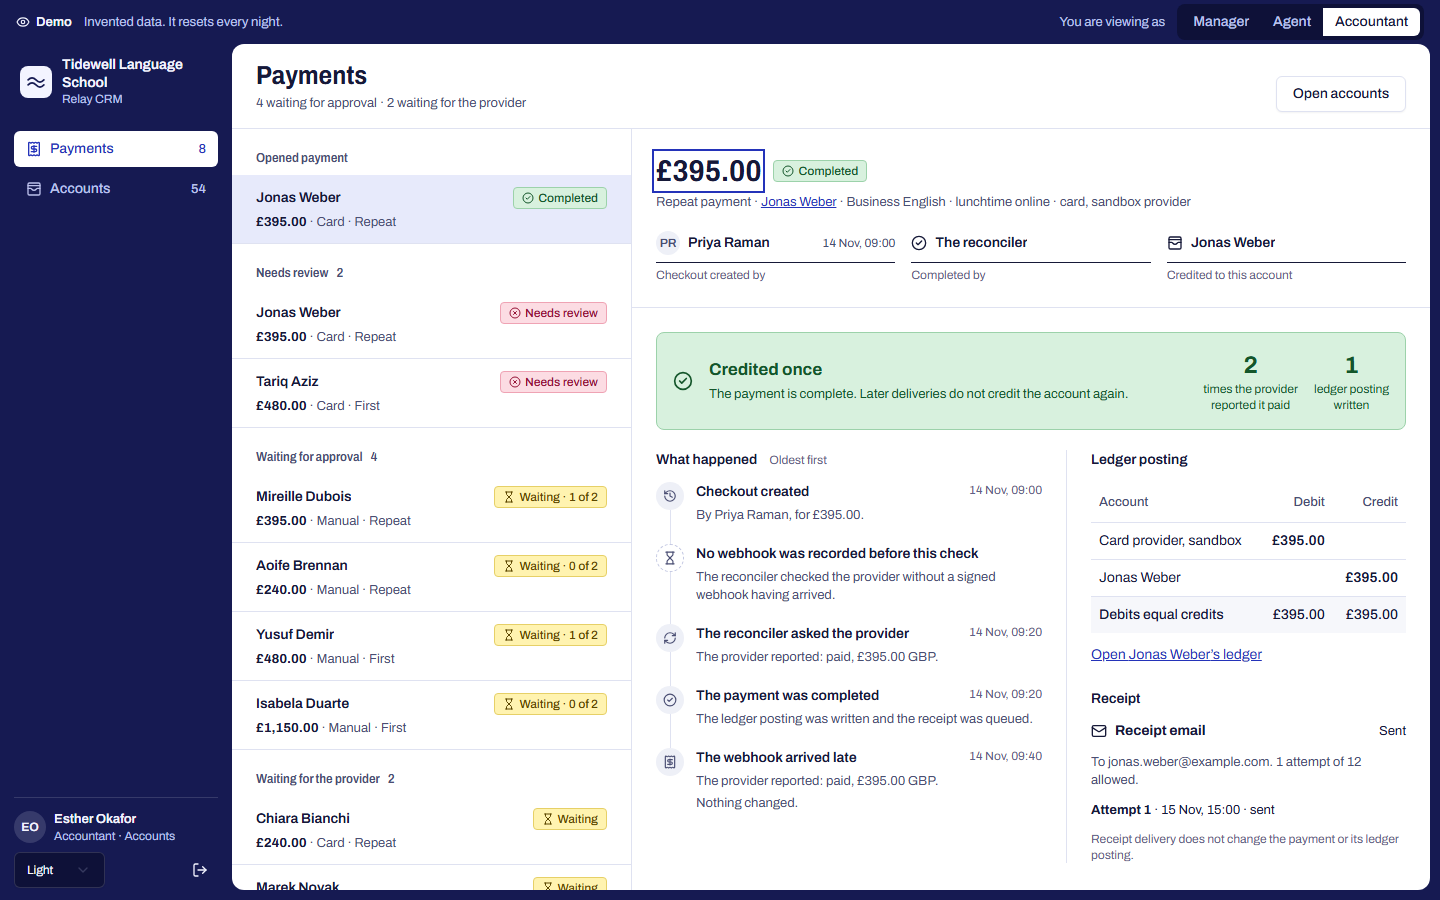 Demo Invented data. It resets every night.
You are viewing as Manager Agent Accountant
Tidewell Language
School
Relay CRM
Payments 8
Accounts 54
Esther Okafor
EO
Accountant · Accounts
Light
Payments
4 waiting for approval · 2 waiting for the provider
Open accounts
Opened payment
Jonas Weber Completed
£395.00 · Card · Repeat
Needs review 2
Jonas Weber Needs review
£395.00 · Card · Repeat
Tariq Aziz Needs review
£480.00 · Card · First
Waiting for approval 4
Mireille Dubois Waiting · 1 of 2
£395.00 · Manual · Repeat
Aoife Brennan Waiting · 0 of 2
£240.00 · Manual · Repeat
Yusuf Demir Waiting · 1 of 2
£480.00 · Manual · First
Isabela Duarte Waiting · 0 of 2
£1,150.00 · Manual · First
Waiting for the provider 2
Chiara Bianchi Waiting
£240.00 · Card · Repeat
Marek Novak Waiting
£395.00 Completed
Repeat payment · Jonas Weber · Business English · lunchtime online · card, sandbox provider
PR Priya Raman 14 Nov, 09:00
Checkout created by
The reconciler
Completed by
Jonas Weber
Credited to this account
Credited once
The payment is complete. Later deliveries do not credit the account again.
2
times the provider
reported it paid
1
ledger posting
written
What happened Oldest first
Checkout created 14 Nov, 09:00
By Priya Raman, for £395.00.
No webhook was recorded before this check
The reconciler checked the provider without a signed
webhook having arrived.
The reconciler asked the provider 14 Nov, 09:20
The provider reported: paid, £395.00 GBP.
The payment was completed 14 Nov, 09:20
The ledger posting was written and the receipt was queued.
The webhook arrived late 14 Nov, 09:40
The provider reported: paid, £395.00 GBP.
Nothing changed.
Ledger posting
Account Debit Credit
Card provider, sandbox £395.00
Jonas Weber £395.00
Debits equal credits £395.00 £395.00
Open Jonas Weber's ledger
Receipt
Receipt email Sent
To jonas.weber@example.com. 1 attempt of 12
allowed.
Attempt 1 · 15 Nov, 15:00 · sent
Receipt delivery does not change the payment or its ledger
posting.